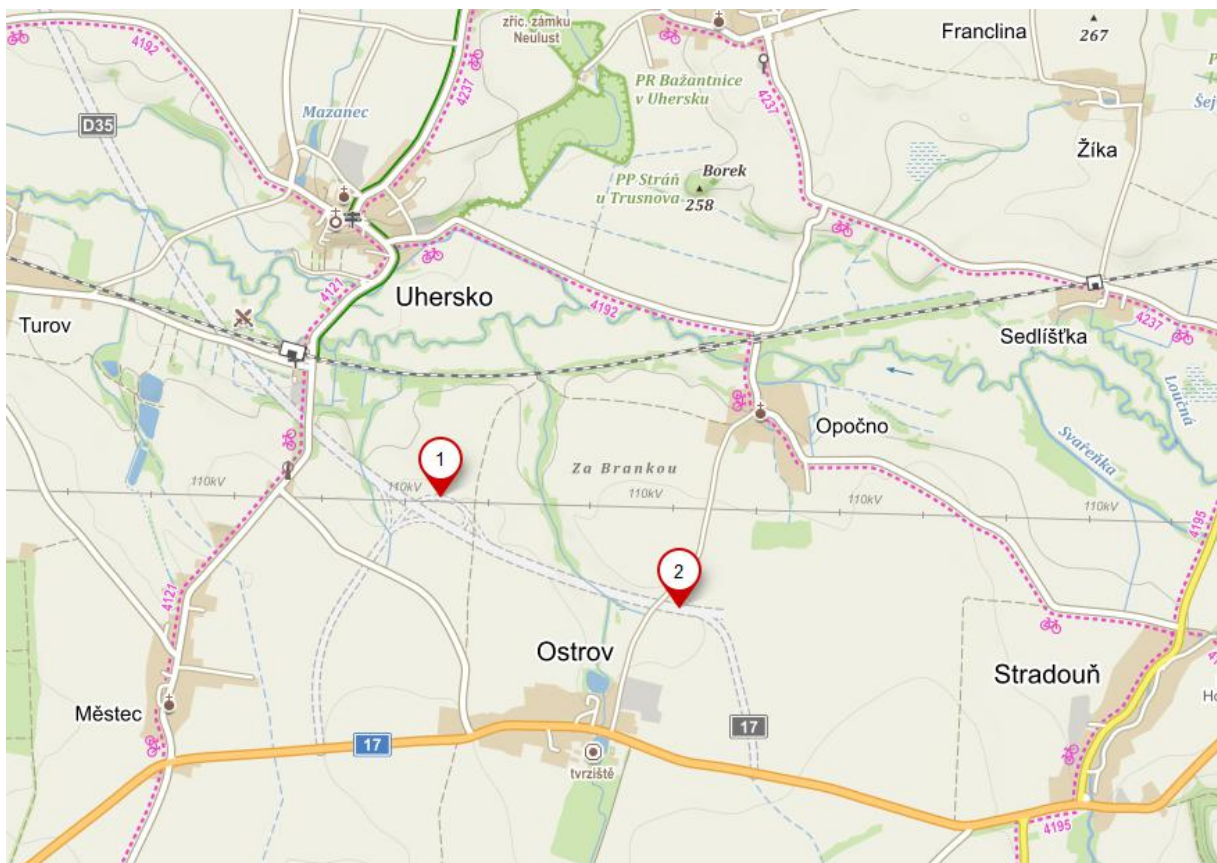 zříc. zámku
Neulust
Franclina
267
4192
4237
PR Bažantnice
v Uhersku
4237
D35
Mazanec
Žíka
Borek
PP Stráň
u Trusnova
258
4121
Uhersko
4192
Turov
Sedlíšťka
4237
Loučná
Opočno
Svařeňka
1
Za Brankou
110kV
110kV
110kV
110kV
4195
2
4121
Ostrov
Stradouň
Městec
17
17
tvrziště
4195